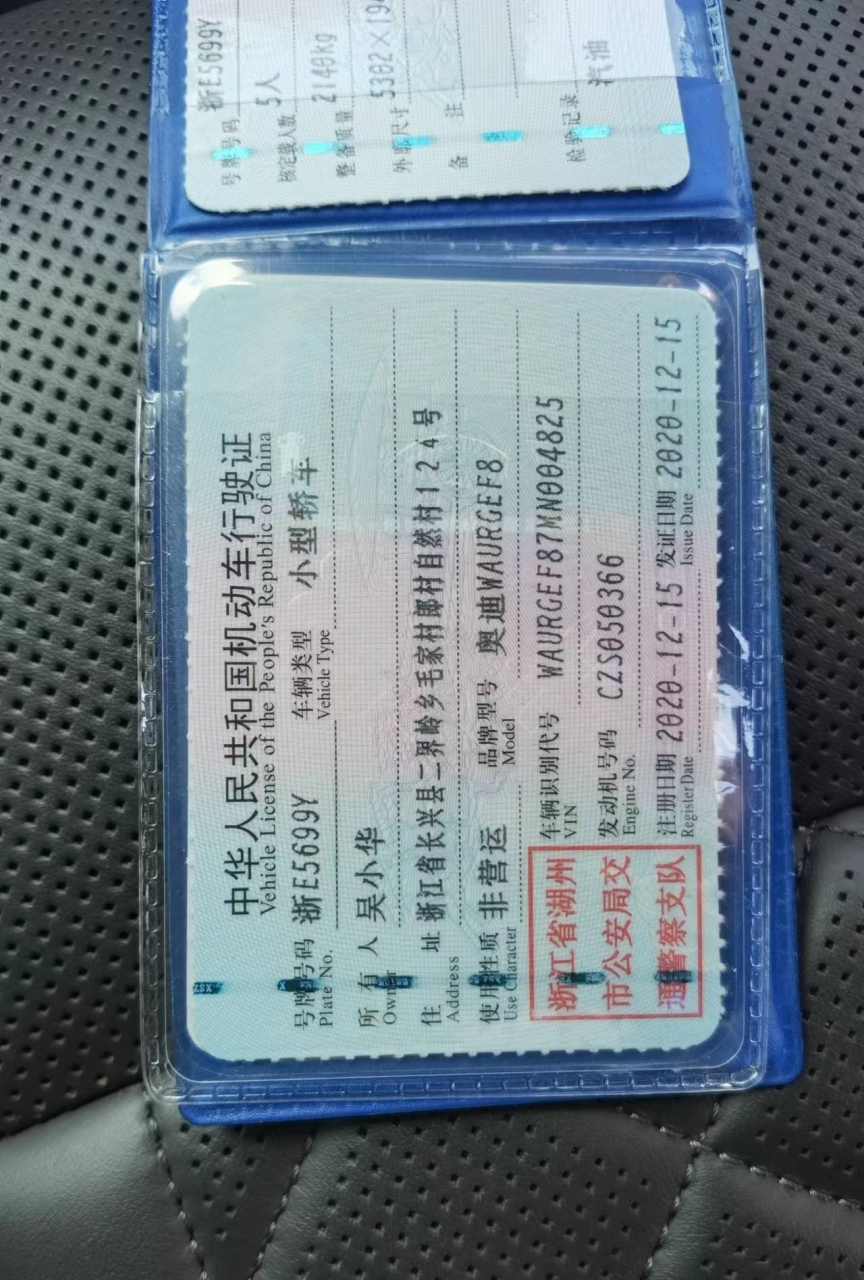 号牌号码 浙E5699Y
核定载人数 5人
整备质量 2140kg
外廓尺寸 5302×19
备 注
检验记录 汽油
中华人民共和国机动车行驶证
Vehicle License of the People's Republic of China
号牌号码 浙E5699Y 车辆类型 小型轿车
Plate No. Vehicle Type
所有人 吴小华
Owner
住址 浙江省长兴县二界岭乡毛家村郎村自然村124号
Address
使用性质 非营运 品牌型号 奥迪WAURGEF8
Use Character Model
浙江省湖州
市公安局交
通警察支队
车辆识别代号 WAURGEF87MN004825
VIN
发动机号码 CZS050366
Engine No.
注册日期 2020-12-15 发证日期 2020-12-15
Register Date Issue Date